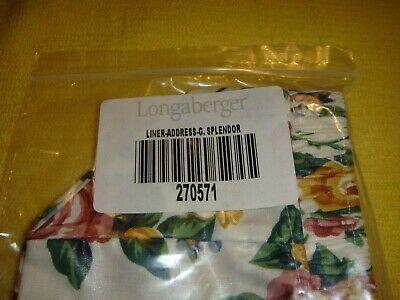 Longaberger
LINER-ADDRESS-G. SPLENDOR
270571